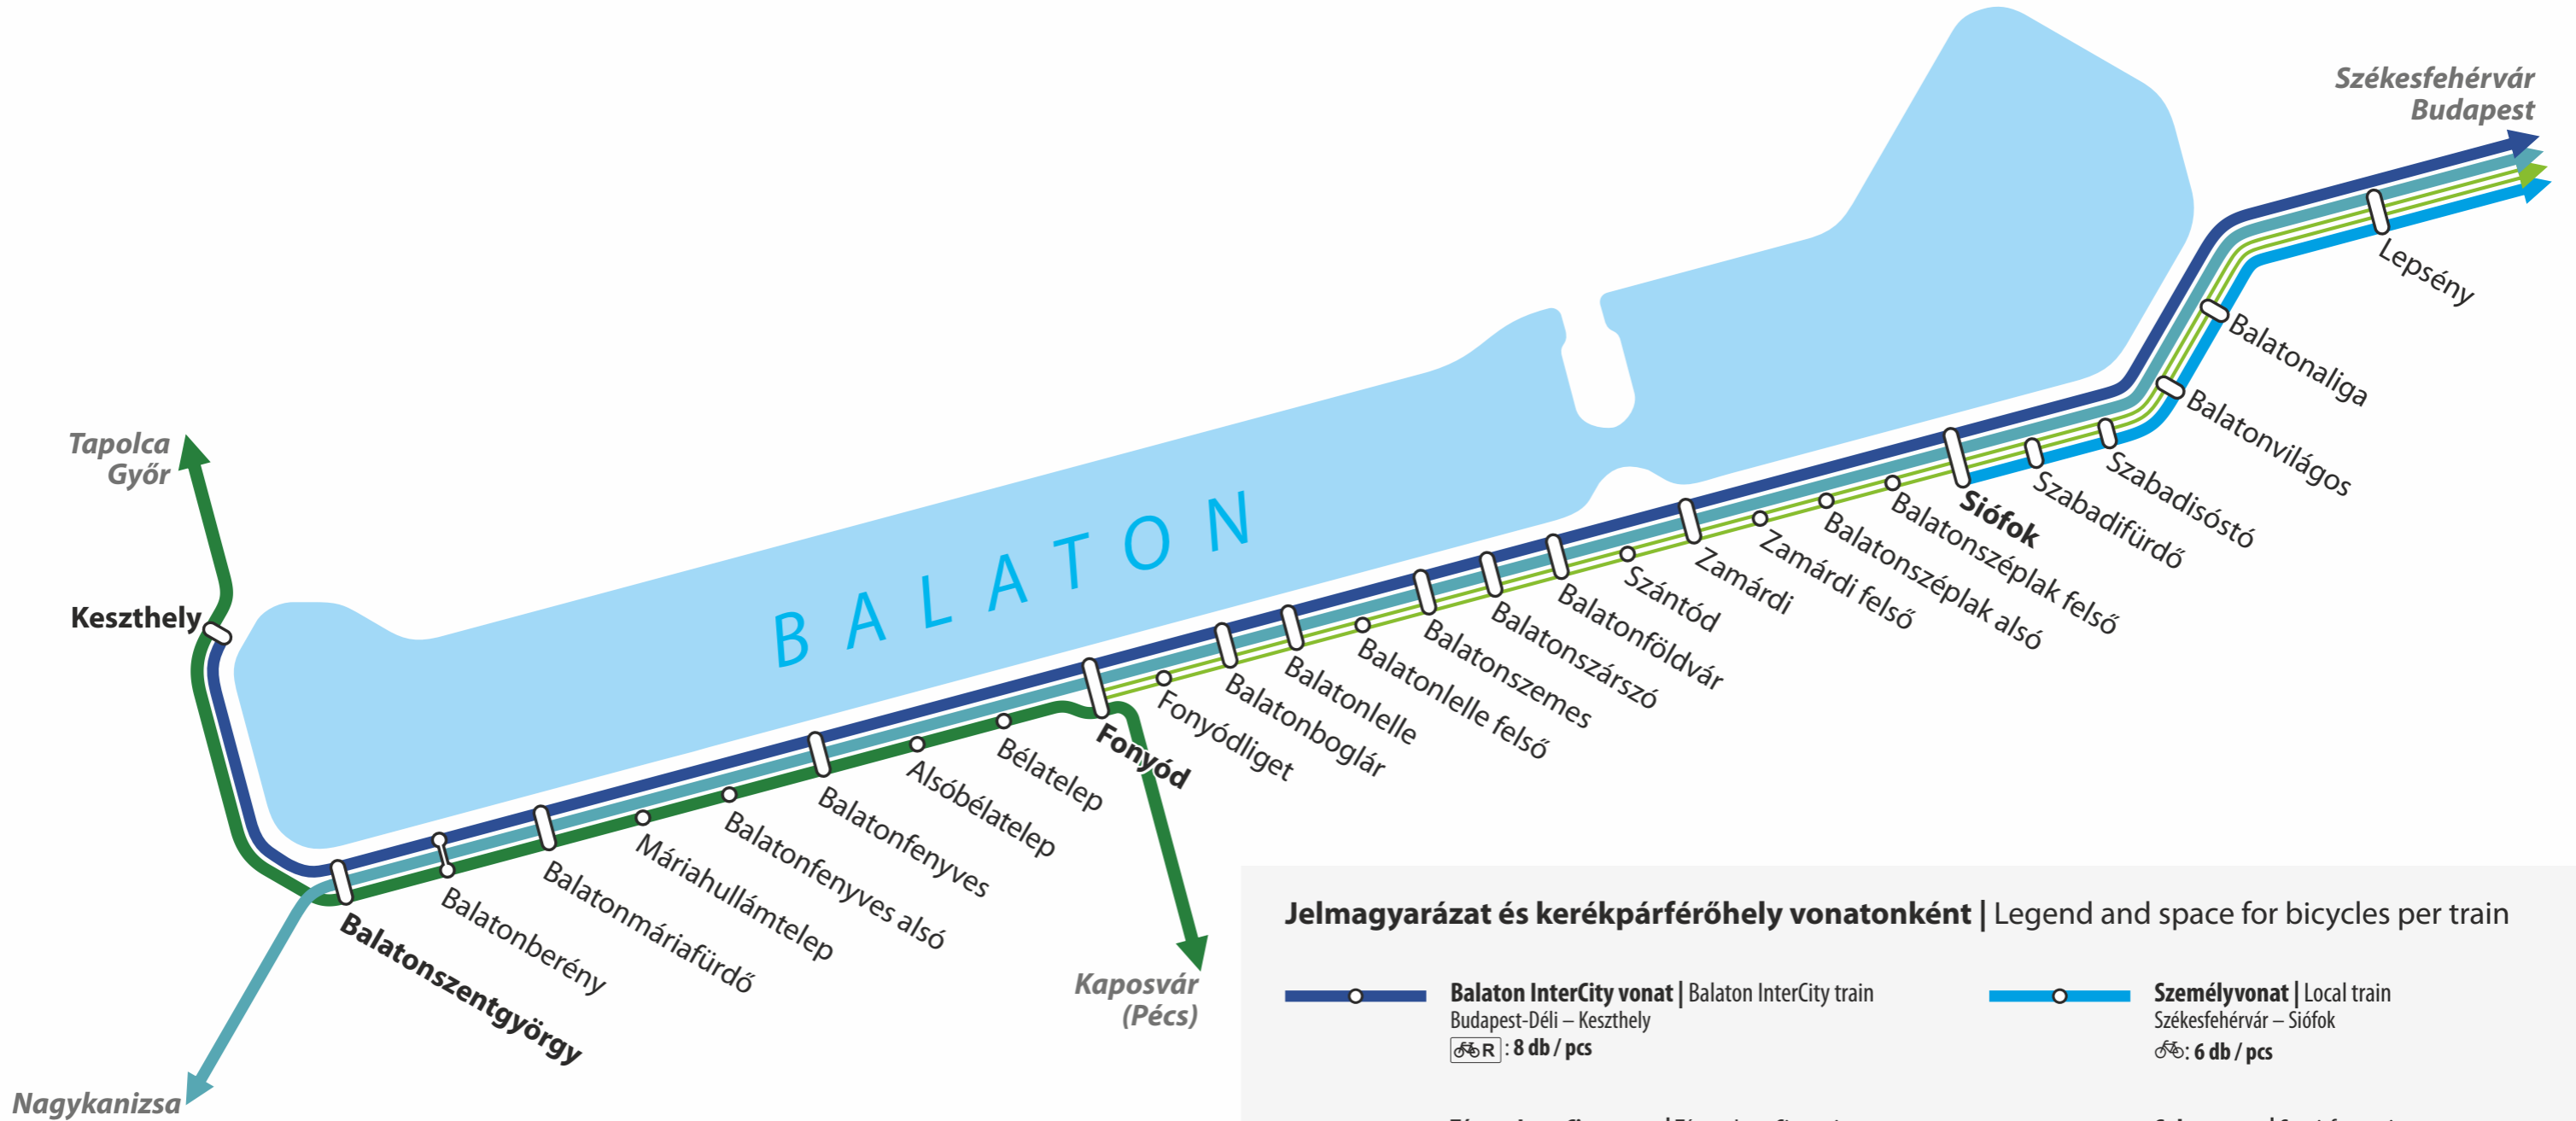 Székesfehérvár
Budapest
Lepsény
Balatonaliga
Balatonvilágos
Szabadisóstó
Szabadifürdő
Siófok
Balatonszéplak felső
Balatonszéplak alsó
Zamárdi felső
Zamárdi
Szántód
Balatonföldvár
Balatonszárszó
Balatonszemes
Balatonlelle felső
Balatonlelle
Balatonboglár
Fonyódliget
Fonyód
Bélatelep
Alsóbélatelep
Balatonfenyves
Balatonfenyves alsó
Máriahullámtelep
Balatonmáriafürdő
Balatonberény
Balatonszentgyörgy
Keszthely
Tapolca
Győr
BALATON
Nagykanizsa
Kaposvár
(Pécs)
Jelmagyarázat és kerékpárférőhely vonatonként | Legend and space for bicycles per train
Balaton InterCity vonat | Balaton InterCity train
Budapest-Déli – Keszthely
R : 8 db / pcs
Személyvonat | Local train
Székesfehérvár – Siófok
: 6 db / pcs